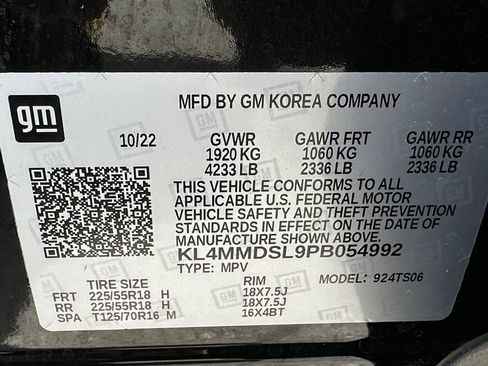 MFD BY GM KOREA COMPANY
gm
10/22 GVWR GAWR FRT GAWR RR
1920 KG 1060 KG 1060 KG
4233 LB 2336 LB 2336 LB
THIS VEHICLE CONFORMS TO ALL
APPLICABLE U.S. FEDERAL MOTOR
VEHICLE SAFETY AND THEFT PREVENTION
STANDARDS IN EFFECT ON THE DATE OF
MANUFACTURE SHOWN ABOVE.
KL4MMDSL9PB054992
TYPE: MPV MODEL: 924TS06
TIRE SIZE RIM
FRT 225/55R18 H 18X7.5J
RR 225/55R18 H 18X7.5J
SPA T125/70R16 M 16X4BT